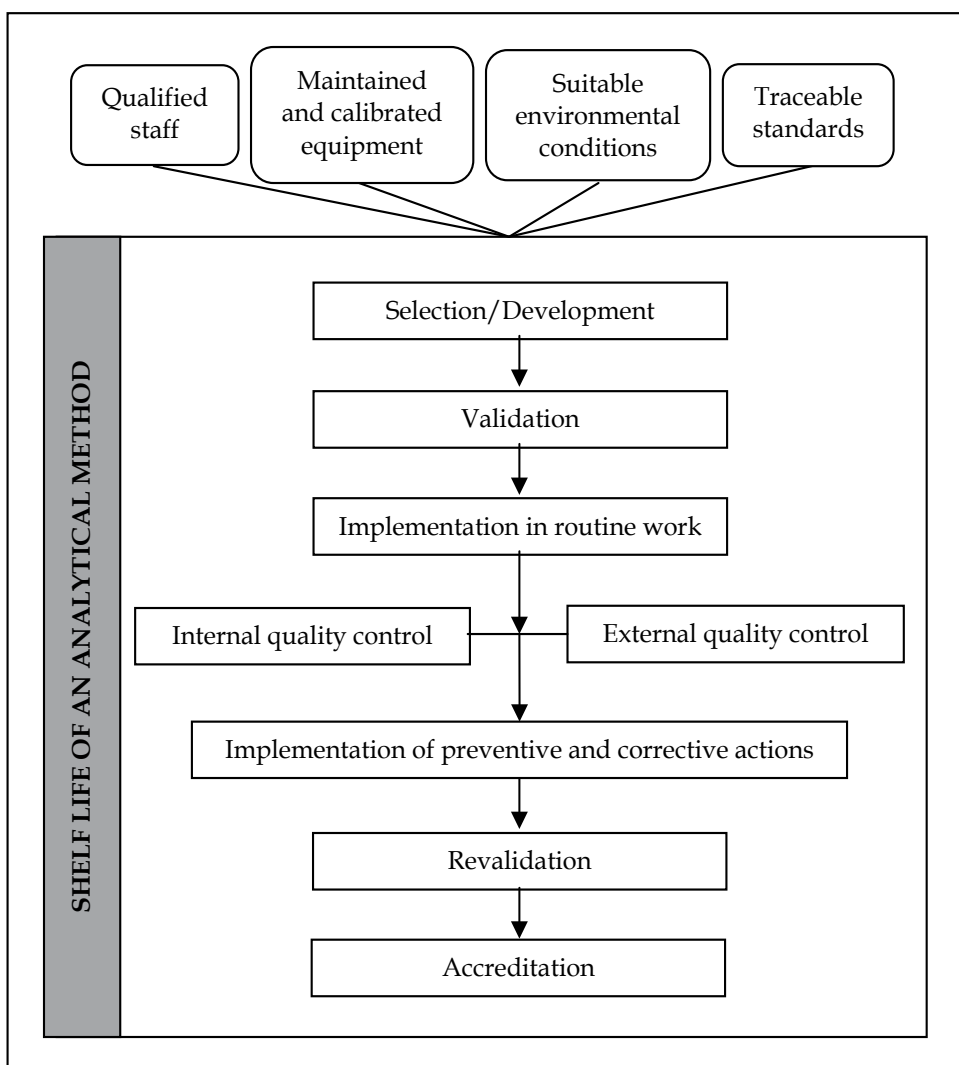 Qualified
staff
Maintained
and calibrated
equipment
Suitable
environmental
conditions
Traceable
standards
SHELF LIFE OF AN ANALYTICAL METHOD
Selection/Development
Validation
Implementation in routine work
Internal quality control
External quality control
Implementation of preventive and corrective actions
Revalidation
Accreditation